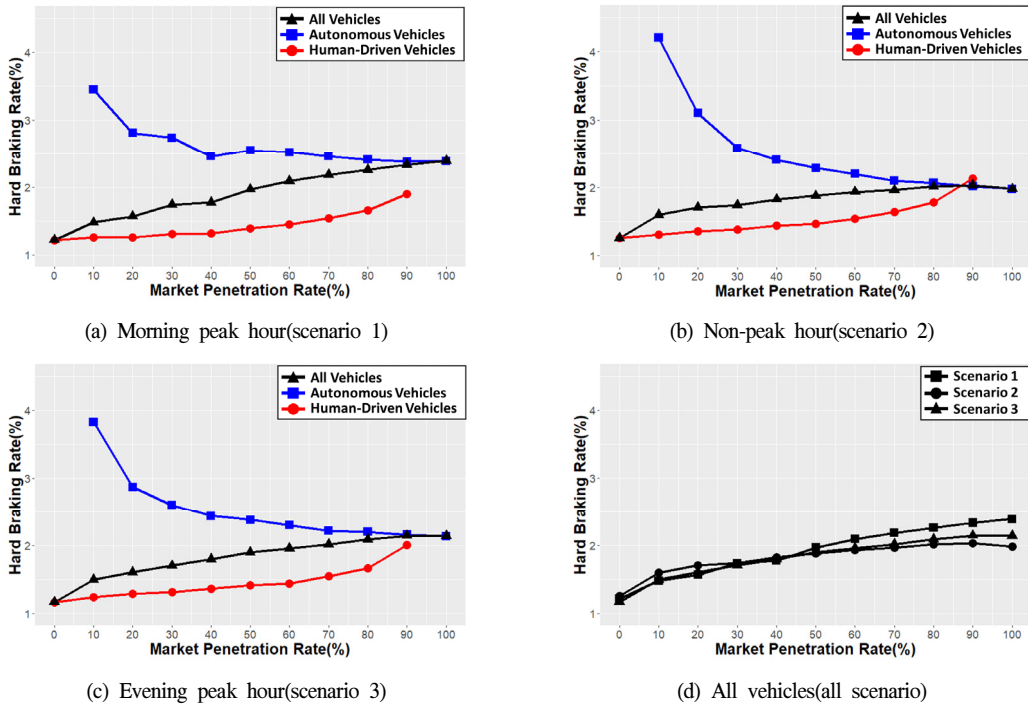 All Vehicles
Autonomous Vehicles
Human-Driven Vehicles
Hard Braking Rate(%)
4
3
2
1
0 10 20 30 40 50 60 70 80 90 100
Market Penetration Rate(%)
(a) Morning peak hour(scenario 1)
All Vehicles
Autonomous Vehicles
Human-Driven Vehicles
Hard Braking Rate(%)
4
3
2
1
0 10 20 30 40 50 60 70 80 90 100
Market Penetration Rate(%)
(b) Non-peak hour(scenario 2)
All Vehicles
Autonomous Vehicles
Human-Driven Vehicles
Hard Braking Rate(%)
4
3
2
1
0 10 20 30 40 50 60 70 80 90 100
Market Penetration Rate(%)
(c) Evening peak hour(scenario 3)
Scenario 1
Scenario 2
Scenario 3
Hard Braking Rate(%)
4
3
2
1
0 10 20 30 40 50 60 70 80 90 100
Market Penetration Rate(%)
(d) All vehicles(all scenario)